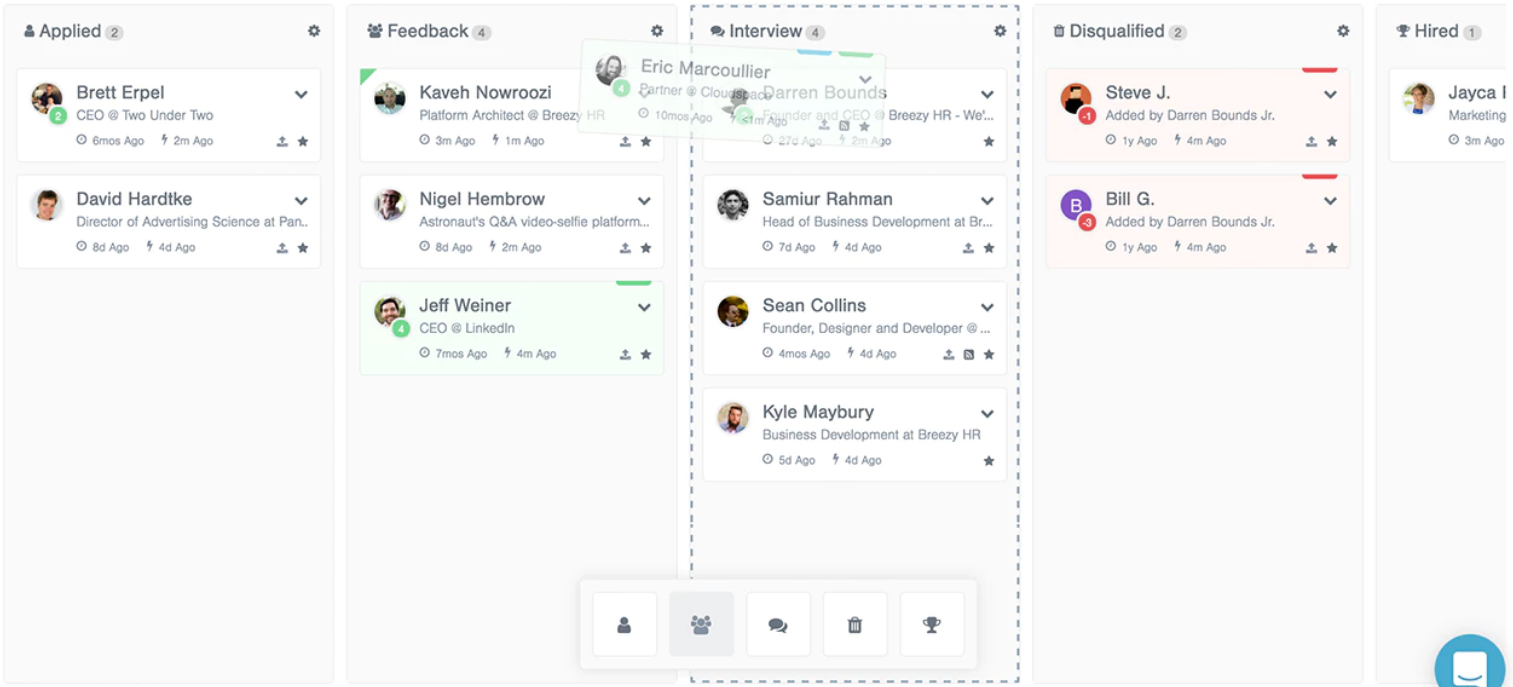 Applied 2
Brett Erpel
CEO @ Two Under Two
2
6mos Ago 2m Ago
David Hardtke
Director of Advertising Science at Pan..
8d Ago 4d Ago
Feedback 4
Kaveh Nowroozi
Platform Architect @ Breezy HR
3m Ago 1m Ago
Nigel Hembrow
Astronaut's Q&A video-selfie platform...
8d Ago 2m Ago
Jeff Weiner
CEO @ LinkedIn
4
7mos Ago 4m Ago
Interview 4
Eric Marcoullier
Partner @ Cloudspace
4
10mos Ago <1m Ago
Darren Bounds
Founder and CEO @ Breezy HR - We'...
27d Ago 2m Ago
Samiur Rahman
Head of Business Development at Br...
7d Ago 4d Ago
Sean Collins
Founder, Designer and Developer @ ...
4mos Ago 4d Ago
Kyle Maybury
Business Development at Breezy HR
5d Ago 4d Ago
Disqualified 2
Steve J.
Added by Darren Bounds Jr.
-1
1y Ago 4m Ago
Bill G.
B
Added by Darren Bounds Jr.
-3
1y Ago 4m Ago
Hired 1
Jayca
Marketing
3m Ago